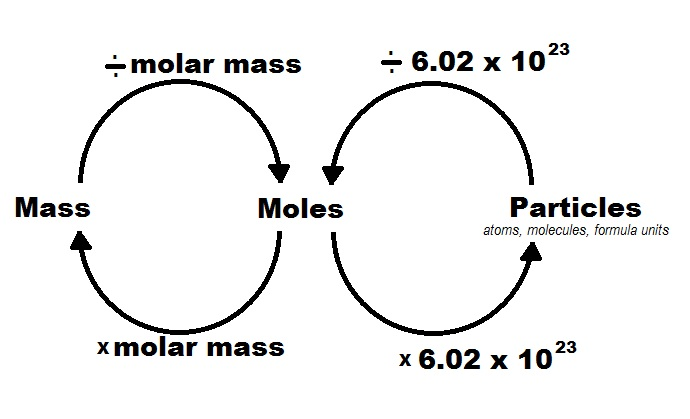 ÷ molar mass
÷ 6.02 x 10²³
Mass
Moles
Particles
atoms, molecules, formula units
x molar mass
x 6.02 x 10²³